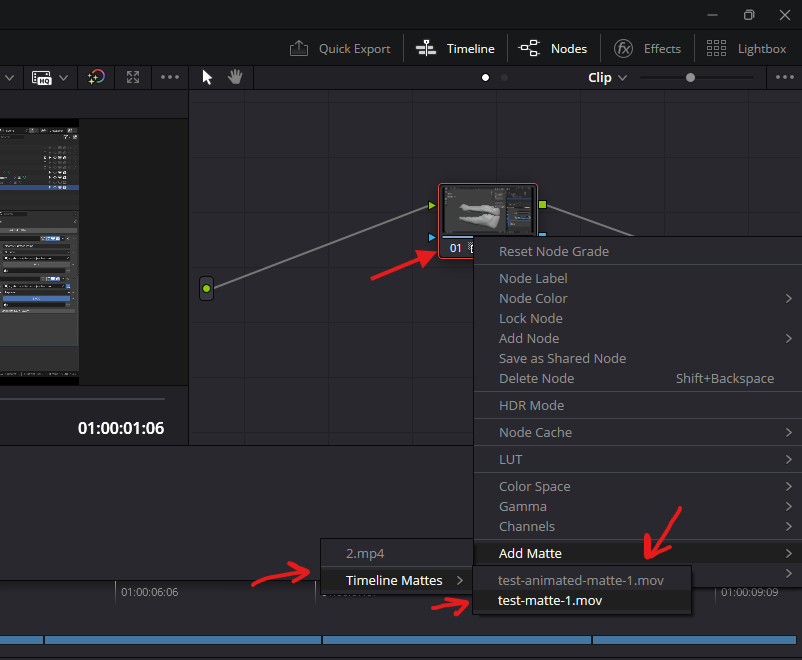 Quick Export
Timeline
Nodes
Effects
Lightbox
HQ
Clip
01
Reset Node Grade
Node Label
Node Color
Lock Node
Add Node
Save as Shared Node
Delete Node Shift+Backspace
HDR Mode
01:00:01:06
Node Cache
LUT
Color Space
Gamma
Channels
Add Matte
2.mp4
Timeline Mattes
test-animated-matte-1.mov
test-matte-1.mov
01:00:06:06
01:00:09:09